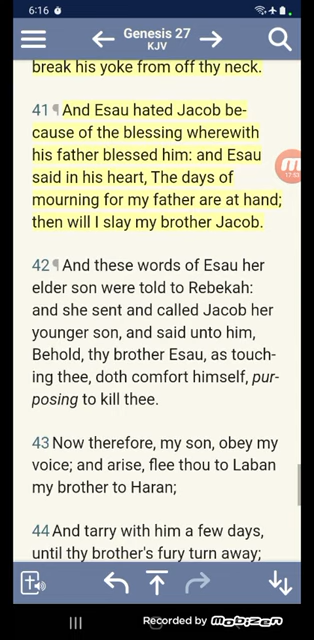 6:16
Genesis 27
KJV
break his yoke from off thy neck.
41 ¶ And Esau hated Jacob be-
cause of the blessing wherewith
his father blessed him: and Esau
said in his heart, The days of
mourning for my father are at hand;
then will I slay my brother Jacob.
42 ¶ And these words of Esau her
elder son were told to Rebekah:
and she sent and called Jacob her
younger son, and said unto him,
Behold, thy brother Esau, as touch-
ing thee, doth comfort himself, pur-
posing to kill thee.
43 Now therefore, my son, obey my
voice; and arise, flee thou to Laban
my brother to Haran;
44 And tarry with him a few days,
until thy brother's fury turn away;
Recorded by mobizen